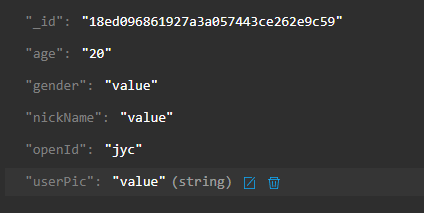 "_id": "18ed096861927a3a057443ce262e9c59"
"age": "20"
"gender": "value"
"nickName": "value"
"openId": "jyc"
"userPic": "value" (string)